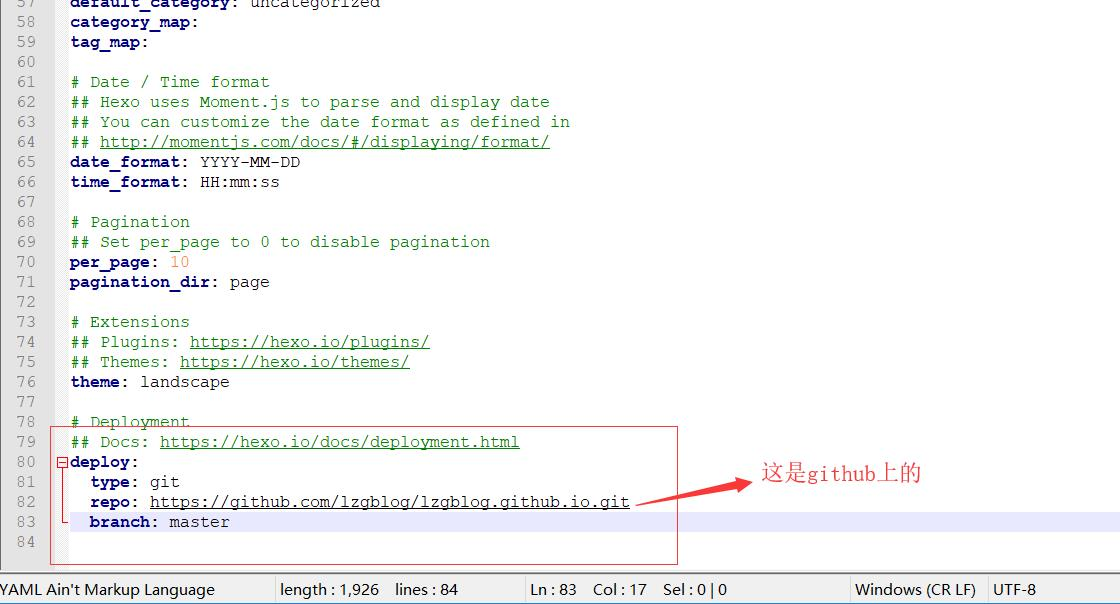 57 default_category: uncategorized
58 category_map:
59 tag_map:
60
61 # Date / Time format
62 ## Hexo uses Moment.js to parse and display date
63 ## You can customize the date format as defined in
64 ## http://momentjs.com/docs/#/displaying/format/
65 date_format: YYYY-MM-DD
66 time_format: HH:mm:ss
67
68 # Pagination
69 ## Set per_page to 0 to disable pagination
70 per_page: 10
71 pagination_dir: page
72
73 # Extensions
74 ## Plugins: https://hexo.io/plugins/
75 ## Themes: https://hexo.io/themes/
76 theme: landscape
77
78 # Deployment
79 ## Docs: https://hexo.io/docs/deployment.html
80 deploy:
81 type: git
82 repo: https://github.com/lzgblog/lzgblog.github.io.git
这是github上的
83 branch: master
84
YAML Ain't Markup Language length : 1,926 lines : 84 Ln : 83 Col : 17 Sel : 0 | 0 Windows (CR LF) UTF-8